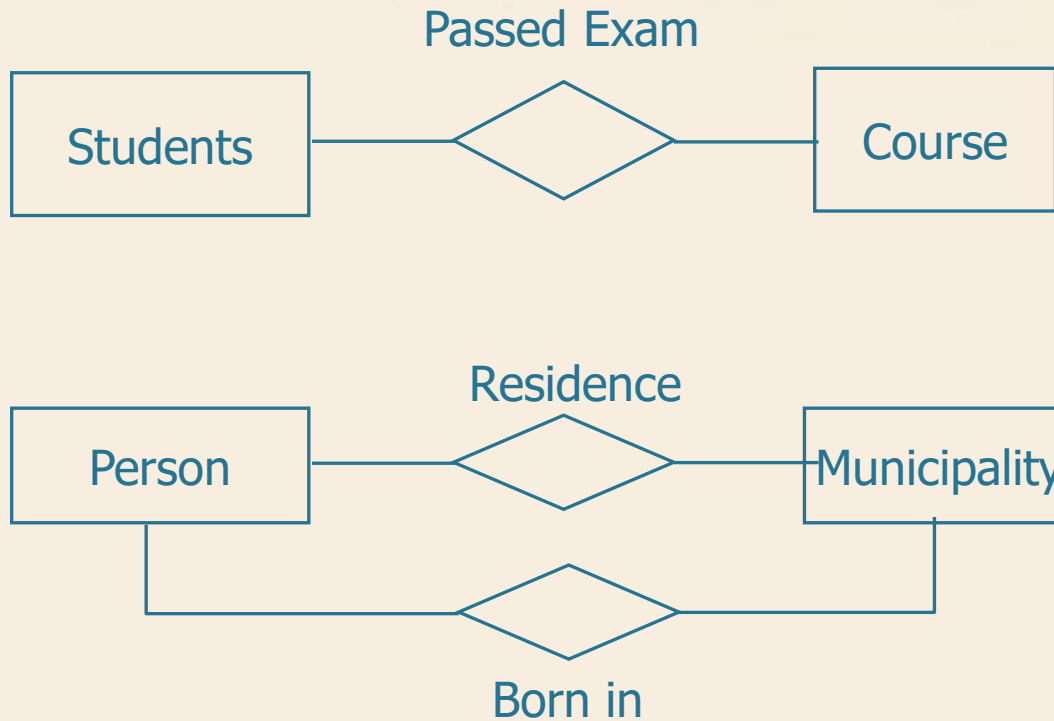 Passed Exam
Students
Course
Residence
Person
Municipality
Born in